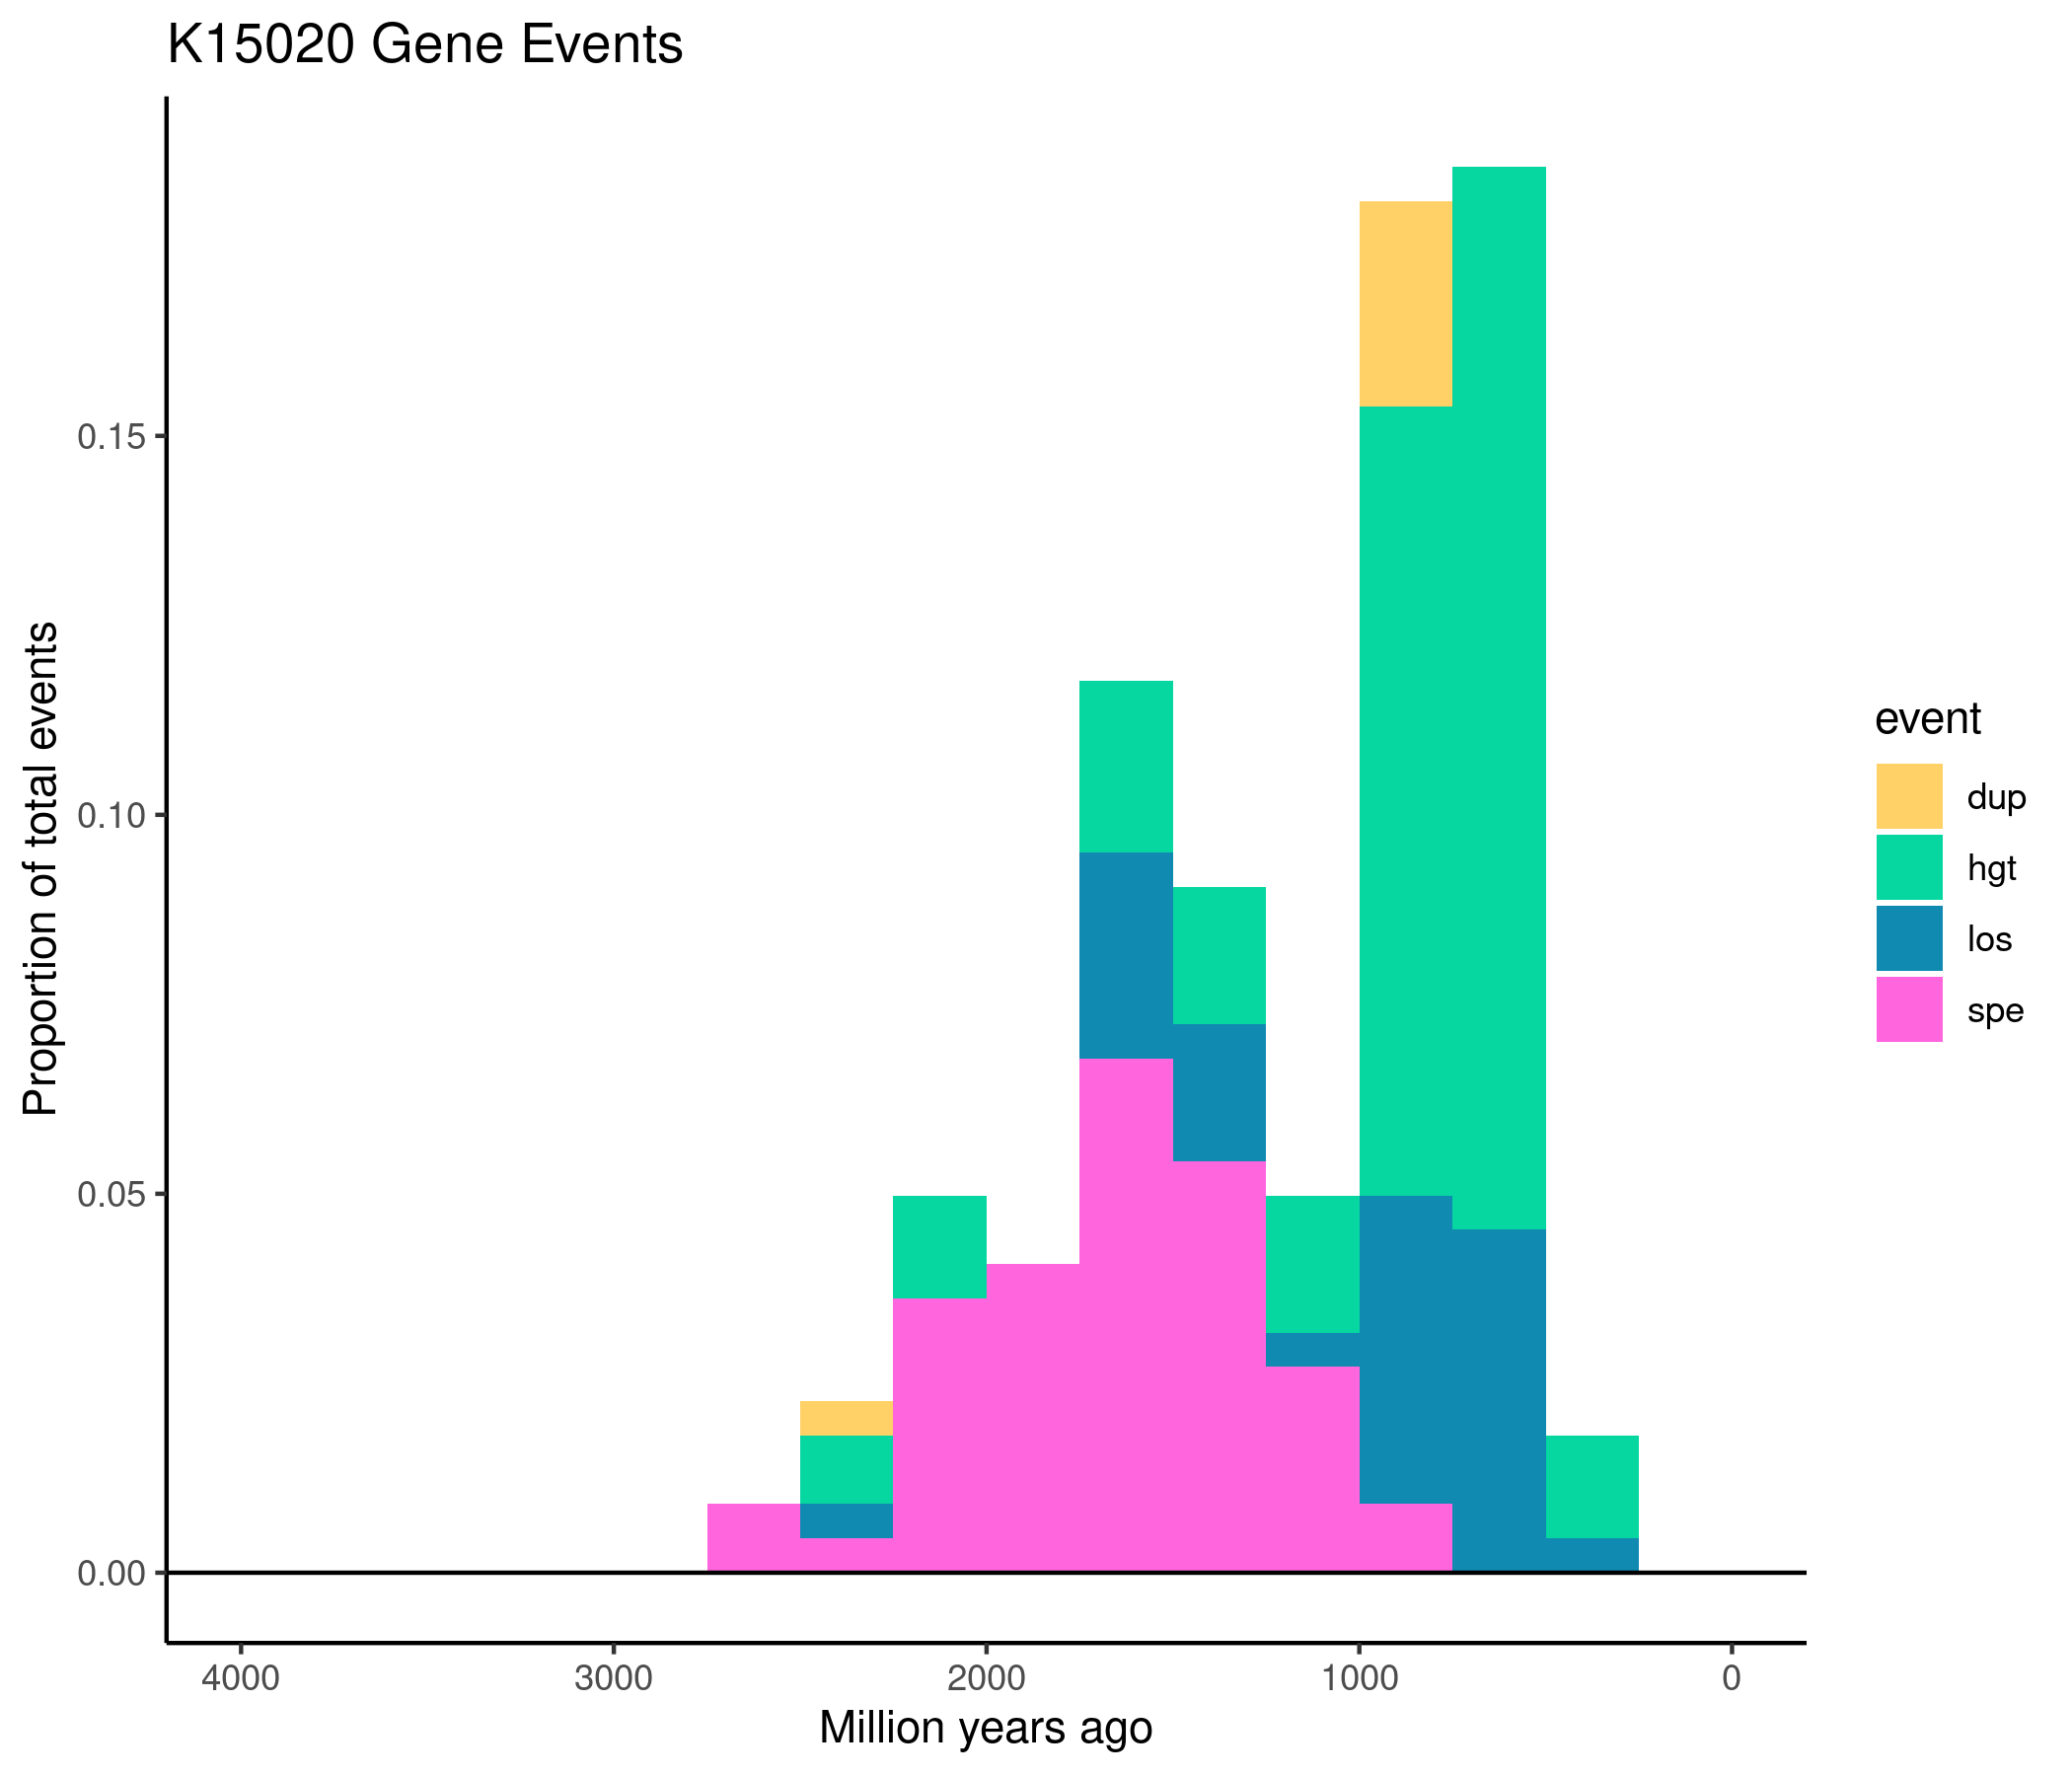 K15020 Gene Events
Proportion of total events
0.15
0.10
0.05
0.00
4000 3000 2000 1000 0
Million years ago
event
dup
hgt
los
spe